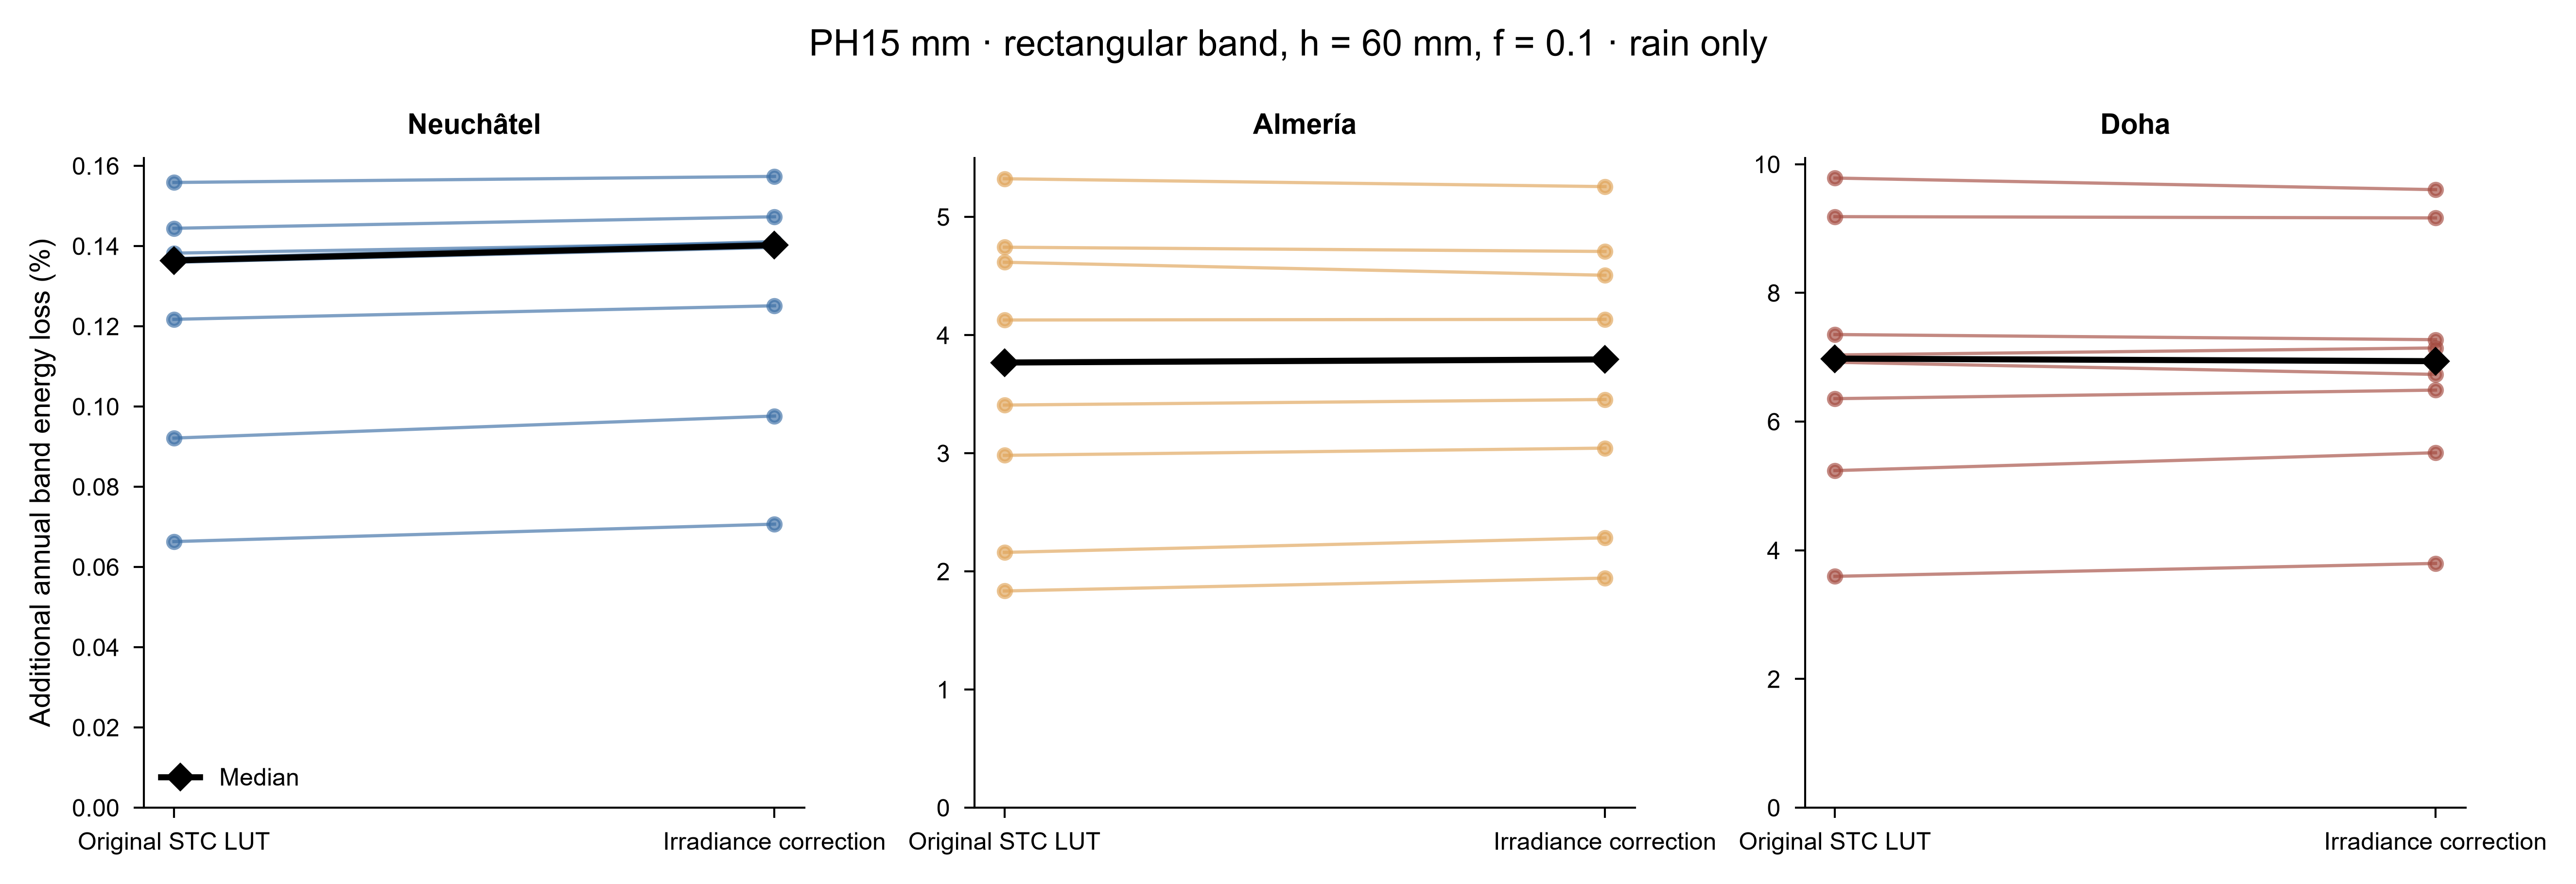 PH15 mm · rectangular band, h = 60 mm, f = 0.1 · rain only
Neuchâtel
Additional annual band energy loss (%)
0.16
0.14
0.12
0.10
0.08
0.06
0.04
0.02
0.00
Median
Original STC LUT
Irradiance correction
Almería
5
4
3
2
1
0
Original STC LUT
Irradiance correction
Doha
10
8
6
4
2
0
Original STC LUT
Irradiance correction